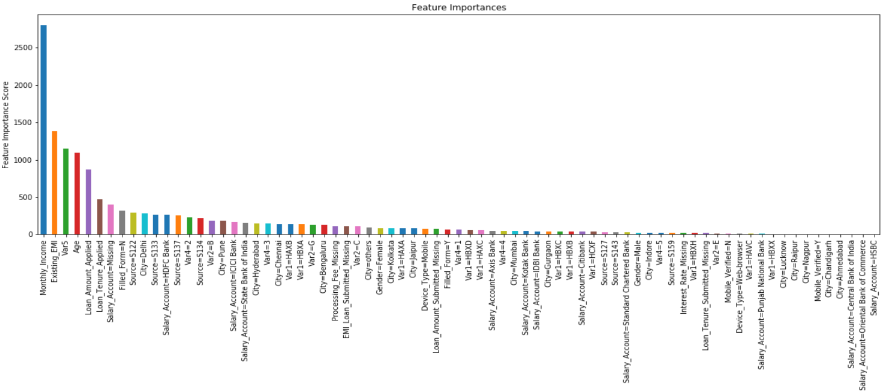 Feature Importances
Feature Importance Score
2500
2000
1500
1000
500
0
Monthly_Income
Existing_EMI
Var5
Age
Loan_Amount_Applied
Loan_Tenure_Applied
Salary_Account=Missing
Filled_Form=N
Source=S122
City=Delhi
Source=S133
Salary_Account=HDFC Bank
Source=S137
Var4=2
Source=S134
Var2=B
City=Pune
Salary_Account=ICICI Bank
Salary_Account=State Bank of India
City=Hyderabad
Var4=3
City=Chennai
Var1=HAXB
Var1=HBXA
Var2=G
City=Bengaluru
Processing_Fee_Missing
EMI_Loan_Submitted_Missing
Var2=C
City=others
Gender=Female
City=Kolkata
Var1=HAXA
City=Jaipur
Device_Type=Mobile
Loan_Amount_Submitted_Missing
Filled_Form=Y
Var4=1
Var1=HBXD
Var1=HAXC
Salary_Account=Axis Bank
Var4=4
City=Mumbai
Salary_Account=Kotak Bank
Salary_Account=IDBI Bank
City=Gurgaon
Var1=HBXC
Var1=HBXB
Salary_Account=Citibank
Var1=HCXF
Source=S127
Source=S143
Salary_Account=Standard Chartered Bank
Gender=Male
City=Indore
Var4=5
Source=S159
Interest_Rate_Missing
Var1=HBXH
Loan_Tenure_Submitted_Missing
Var2=E
Mobile_Verified=N
Device_Type=Web-browser
Var1=HAVC
Salary_Account=Punjab National Bank
Var1=HBXX
City=Lucknow
City=Raipur
City=Nagpur
Mobile_Verified=Y
City=Chandigarh
City=Ahmedabad
Salary_Account=Central Bank of India
Salary_Account=Oriental Bank of Commerce
Salary_Account=HSBC